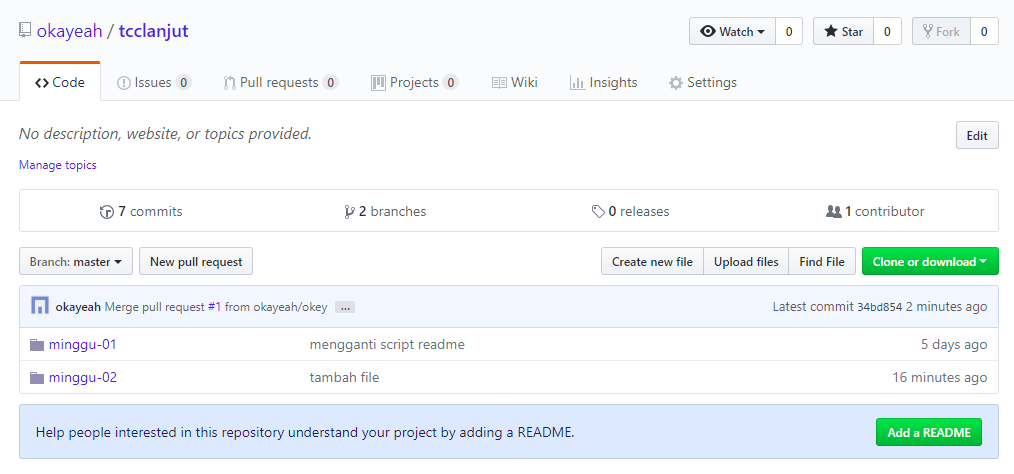 okayeah / tcclanjut Watch 0 Star 0 Fork 0
Code Issues 0 Pull requests 0 Projects 0 Wiki Insights Settings
No description, website, or topics provided. Edit
Manage topics
7 commits 2 branches 0 releases 1 contributor
Branch: master New pull request Create new file Upload files Find File Clone or download
okayeah Merge pull request #1 from okayeah/okey ... Latest commit 34bd854 2 minutes ago
minggu-01 mengganti script readme 5 days ago
minggu-02 tambah file 16 minutes ago
Help people interested in this repository understand your project by adding a README. Add a README